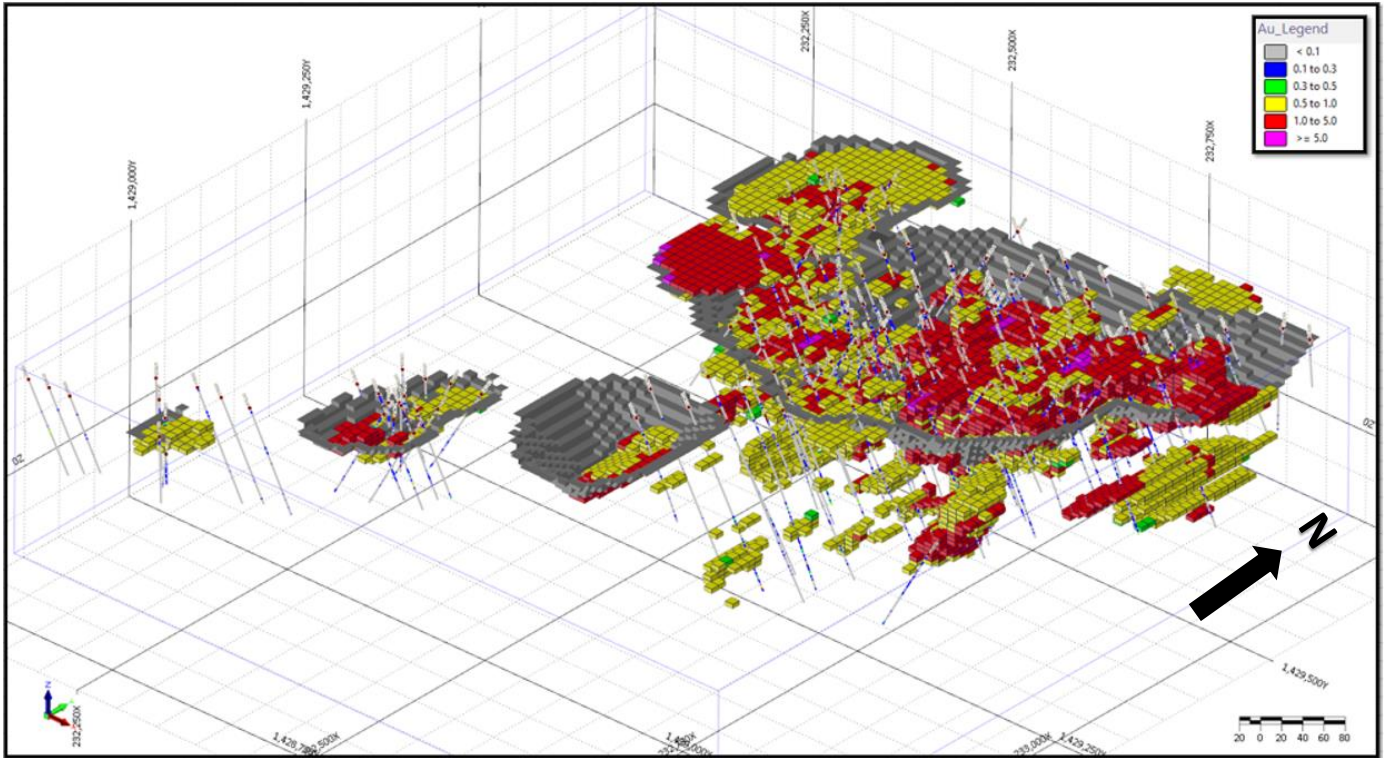 Au_Legend
< 0.1
0.1 to 0.3
0.3 to 0.5
0.5 to 1.0
1.0 to 5.0
>= 5.0
232,250X
232,500X
232,750X
1,429,250Y
1,429,000Y
0Z
0Z
N
1,429,500Y
232,250X
1,429,250Y
233,000X
20 0 20 40 60 80